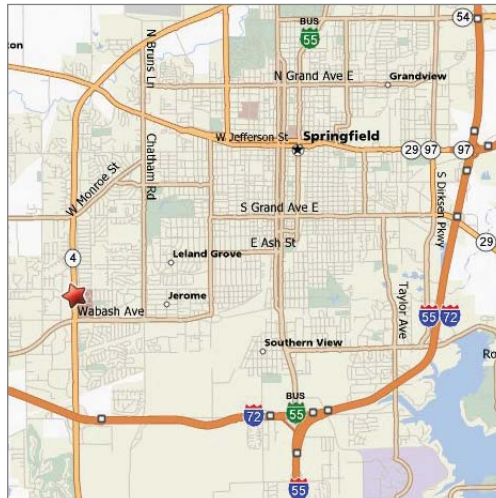 54
BUS
55
ton
N Bruns Ln
N Grand Ave E
Grandview
W Jefferson St
Springfield
29
97
97
Chatham Rd
W Monroe St
S Dirksen Pkwy
S Grand Ave E
29
E Ash St
4
Leland Grove
Jerome
Wabash Ave
Taylor Ave
55
72
Southern View
Ro
BUS
72
55
55